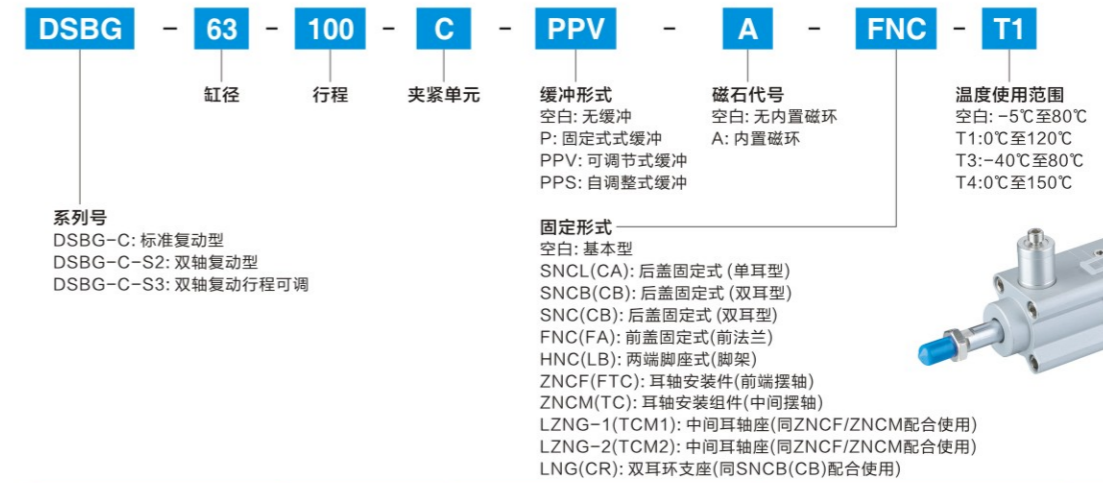 DSBG - 63 - 100 - C - PPV - A - FNC - T1
缸径
行程
夹紧单元
缓冲形式
空白: 无缓冲
P: 固定式式缓冲
PPV: 可调节式缓冲
PPS: 自调整式缓冲
磁石代号
空白: 无内置磁环
A: 内置磁环
温度使用范围
空白: -5℃至80℃
T1:0℃至120℃
T3:-40℃至80℃
T4:0℃至150℃
系列号
DSBG-C: 标准复动型
DSBG-C-S2: 双轴复动型
DSBG-C-S3: 双轴复动行程可调
固定形式
空白: 基本型
SNCL(CA): 后盖固定式 (单耳型)
SNCB(CB): 后盖固定式 (双耳型)
SNC(CB): 后盖固定式 (双耳型)
FNC(FA): 前盖固定式(前法兰)
HNC(LB): 两端脚座式(脚架)
ZNCF(FTC): 耳轴安装件(前端摆轴)
ZNCM(TC): 耳轴安装组件(中间摆轴)
LZNG-1(TCM1): 中间耳轴座(同ZNCF/ZNCM配合使用)
LZNG-2(TCM2): 中间耳轴座(同ZNCF/ZNCM配合使用)
LNG(CR): 双耳环支座(同SNCB(CB)配合使用)